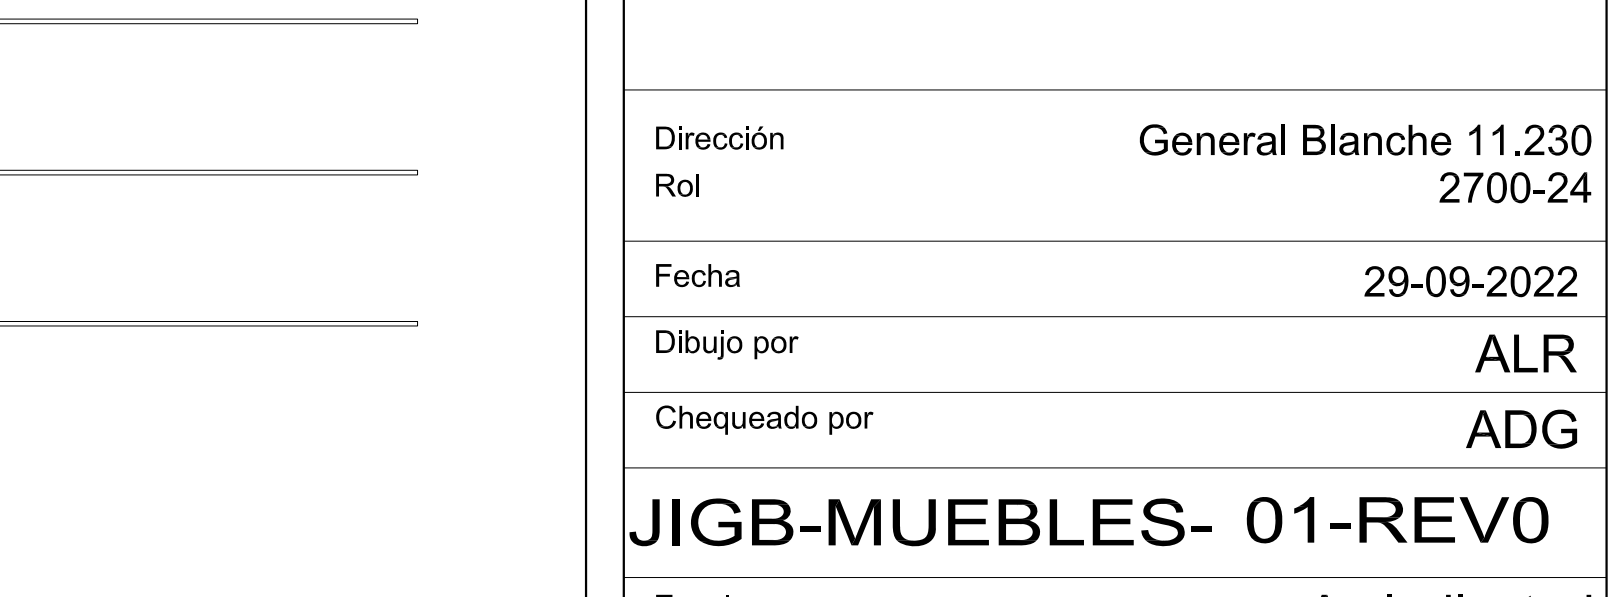 Dirección General Blanche 11.230
Rol 2700-24
Fecha 29-09-2022
Dibujo por ALR
Chequeado por ADG
JIGB-MUEBLES- 01-REV0